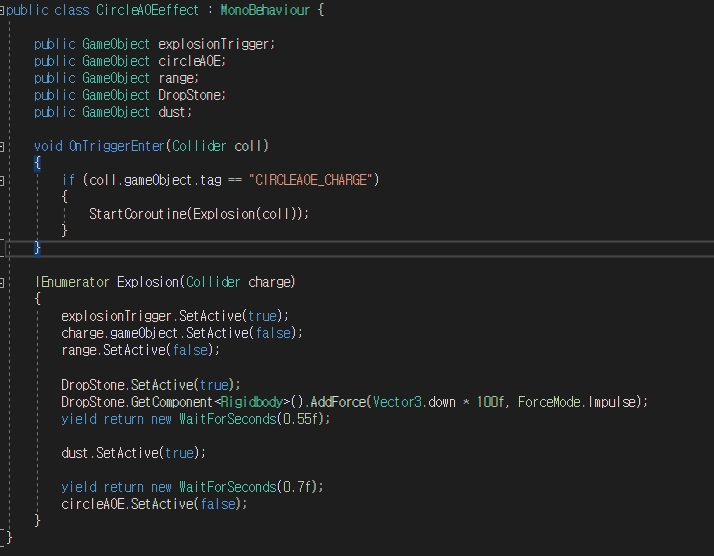 public class CircleAOEeffect : MonoBehaviour {
public GameObject explosionTrigger;
public GameObject circleAOE;
public GameObject range;
public GameObject DropStone;
public GameObject dust;
void OnTriggerEnter(Collider coll)
{
if (coll.gameObject.tag == "CIRCLEAOE_CHARGE")
{
StartCoroutine(Explosion(coll));
}
}
IEnumerator Explosion(Collider charge)
{
explosionTrigger.SetActive(true);
charge.gameObject.SetActive(false);
range.SetActive(false);
DropStone.SetActive(true);
DropStone.GetComponent<Rigidbody>().AddForce(Vector3.down * 100f, ForceMode.Impulse);
yield return new WaitForSeconds(0.55f);
dust.SetActive(true);
yield return new WaitForSeconds(0.7f);
circleAOE.SetActive(false);
}
}